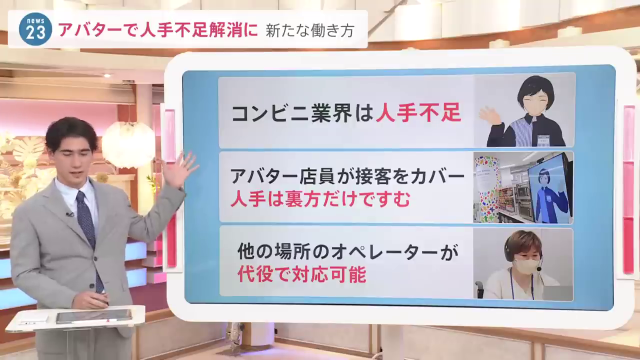 news
23
アバターで人手不足解消に 新たな働き方
コンビニ業界は人手不足
アバター店員が接客をカバー
人手は裏方だけですむ
他の場所のオペレーターが
代役で対応可能